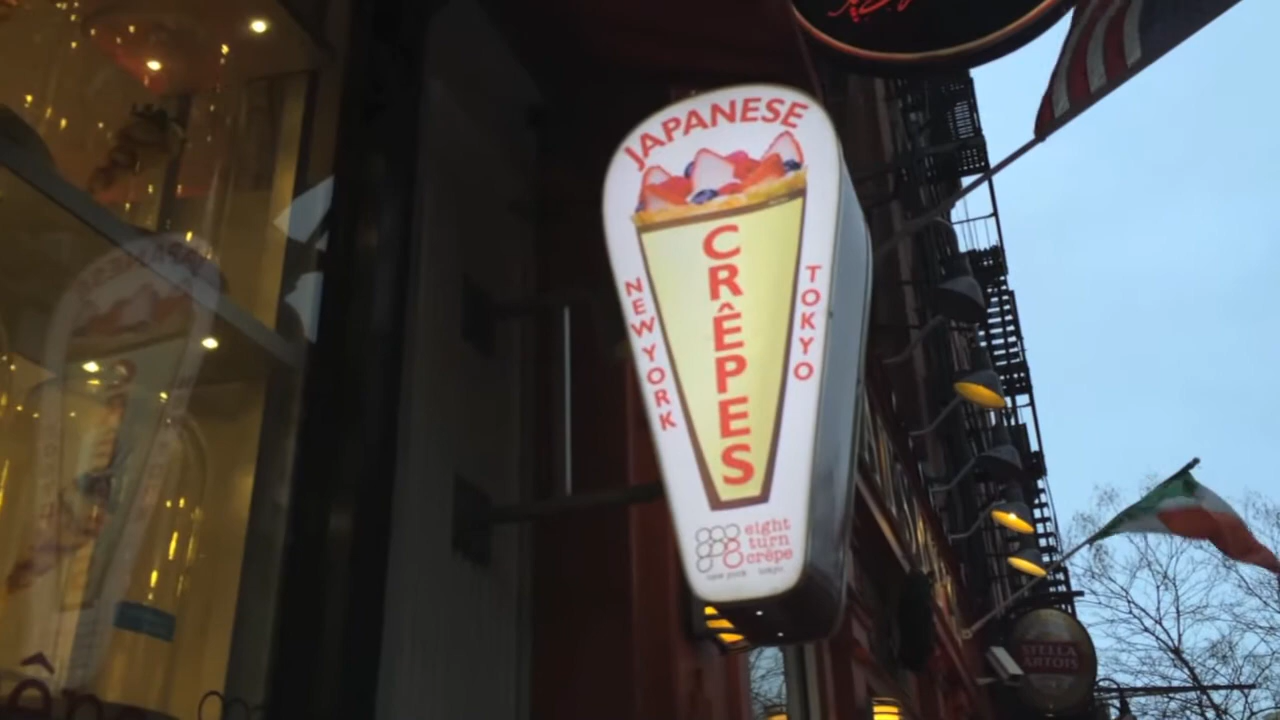 JAPANESE
CRÊPES
NEW YORK
TOKYO
eight
turn
crêpe
new york tokyo
STELLA
ARTOIS